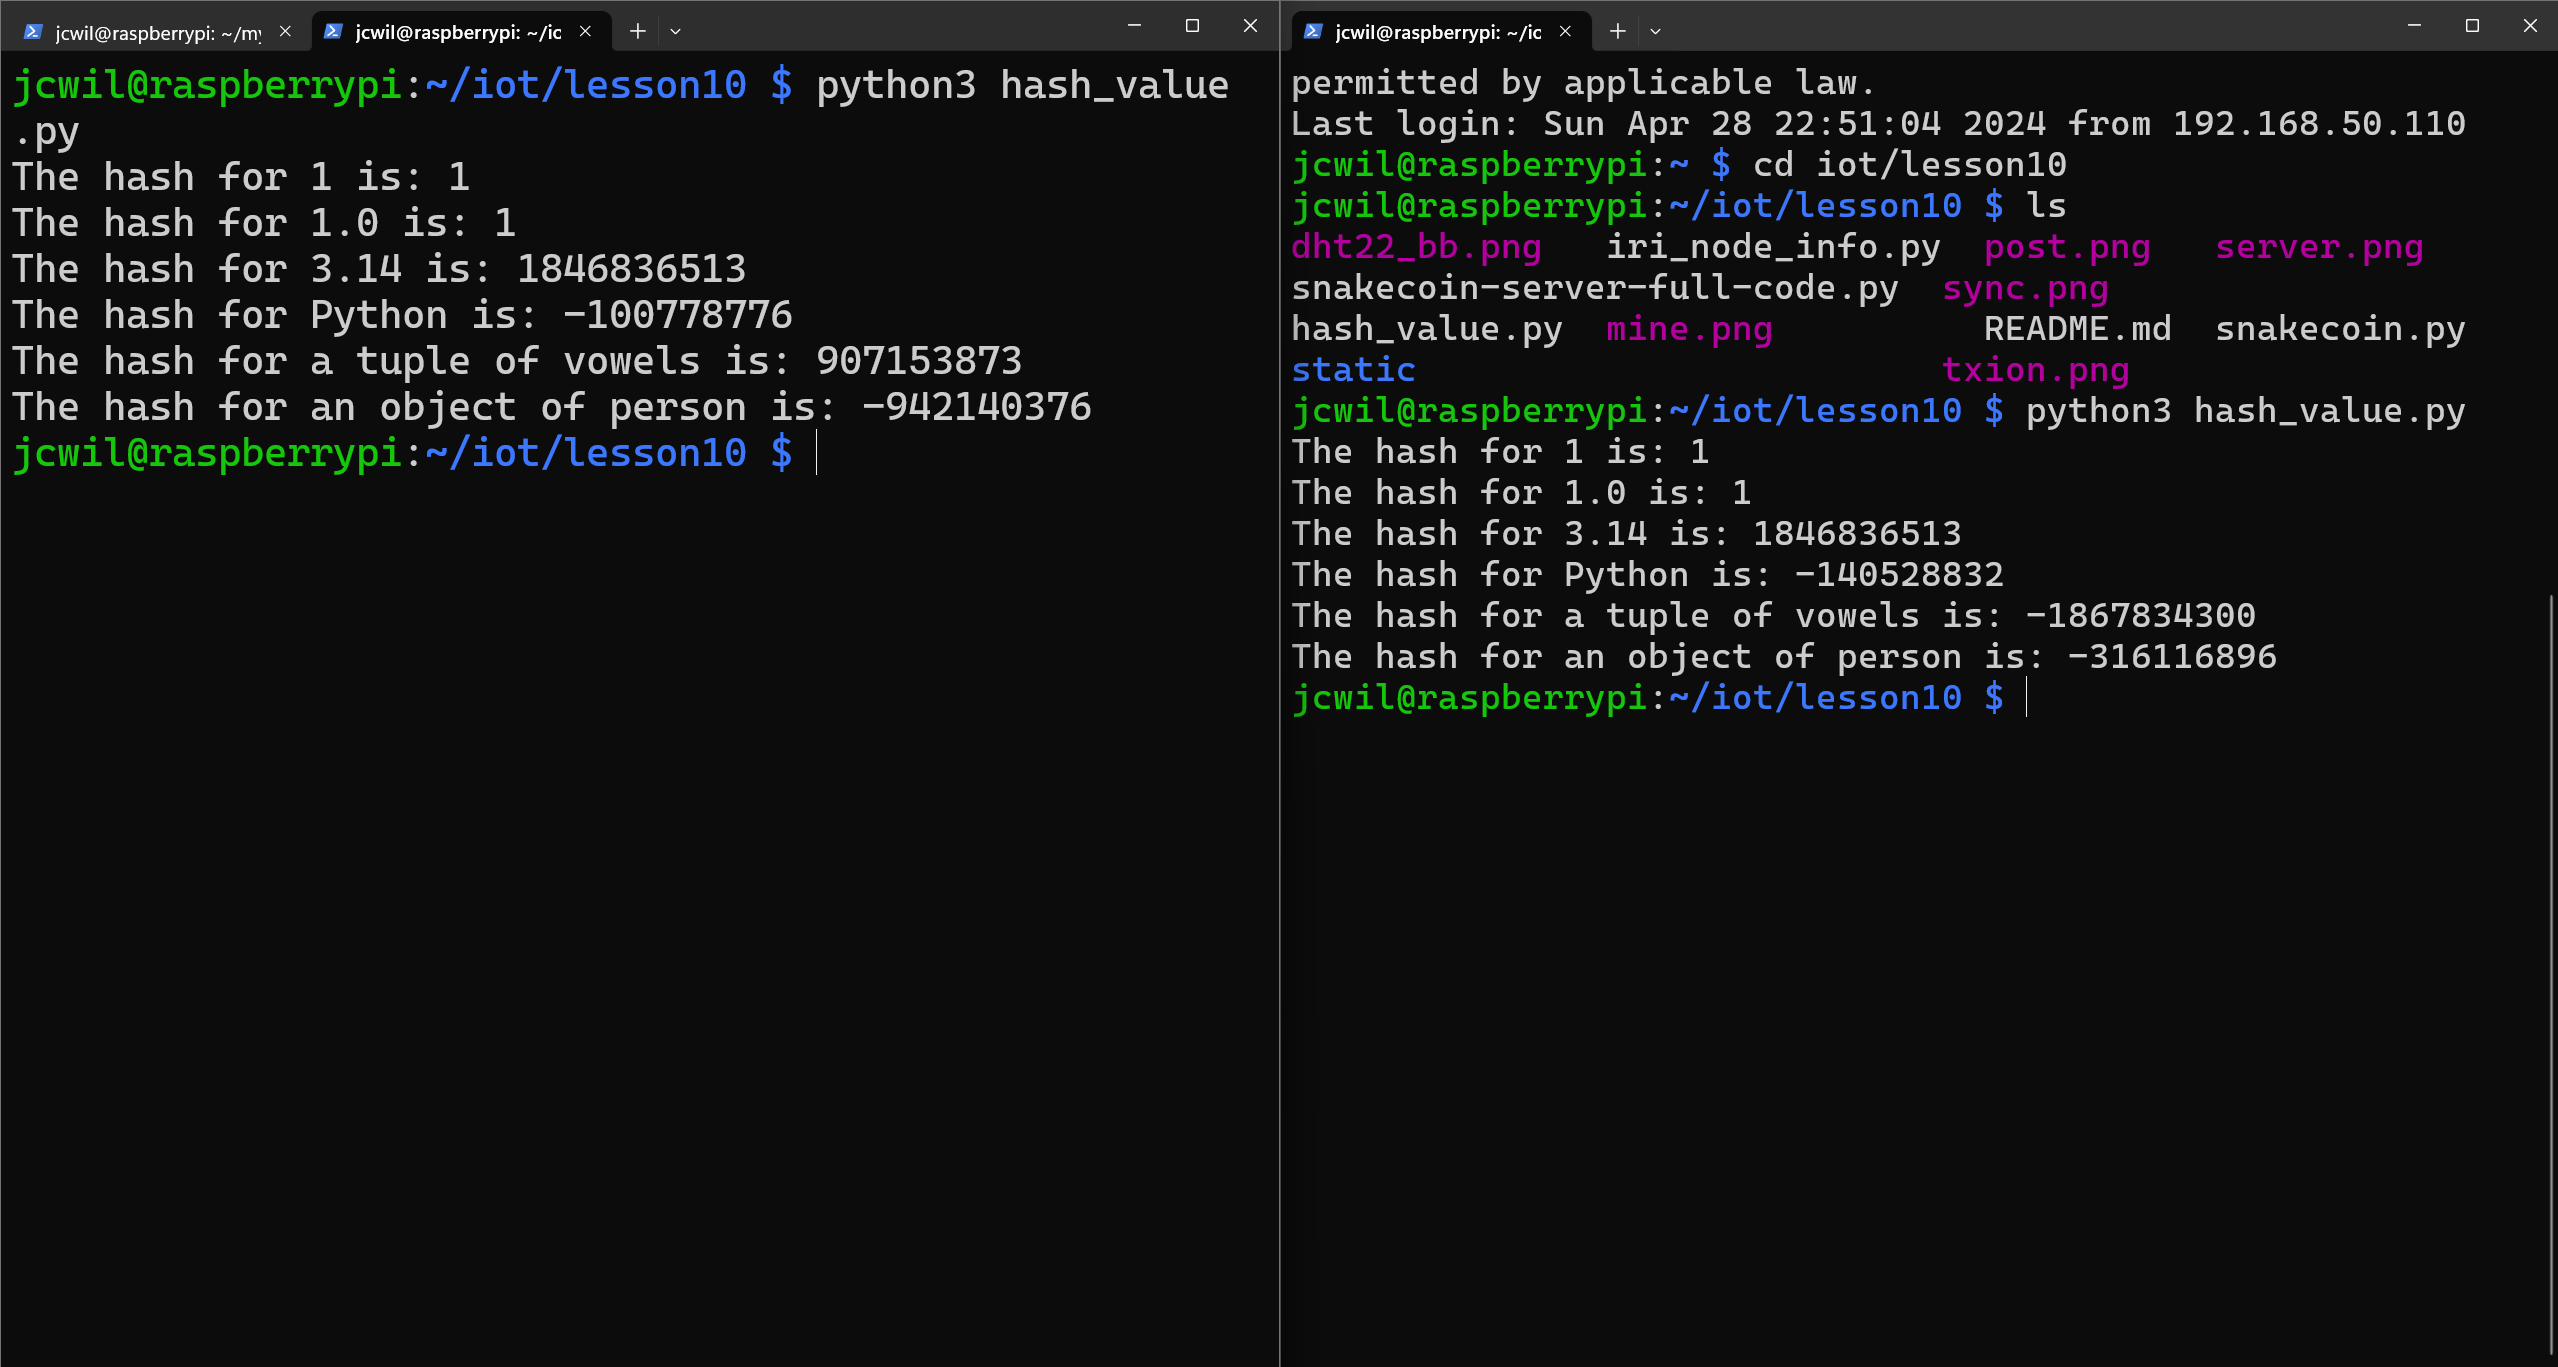 jcwil@raspberrypi: ~/my
jcwil@raspberrypi: ~/ic
jcwil@raspberrypi:~/iot/lesson10 $ python3 hash_value
.py
The hash for 1 is: 1
The hash for 1.0 is: 1
The hash for 3.14 is: 1846836513
The hash for Python is: -100778776
The hash for a tuple of vowels is: 907153873
The hash for an object of person is: -942140376
jcwil@raspberrypi:~/iot/lesson10 $
jcwil@raspberrypi: ~/ic
permitted by applicable law.
Last login: Sun Apr 28 22:51:04 2024 from 192.168.50.110
jcwil@raspberrypi:~ $ cd iot/lesson10
jcwil@raspberrypi:~/iot/lesson10 $ ls
dht22_bb.png   iri_node_info.py  post.png   server.png
snakecoin-server-full-code.py  sync.png
hash_value.py  mine.png          README.md  snakecoin.py
static                         txion.png
jcwil@raspberrypi:~/iot/lesson10 $ python3 hash_value.py
The hash for 1 is: 1
The hash for 1.0 is: 1
The hash for 3.14 is: 1846836513
The hash for Python is: -140528832
The hash for a tuple of vowels is: -1867834300
The hash for an object of person is: -316116896
jcwil@raspberrypi:~/iot/lesson10 $